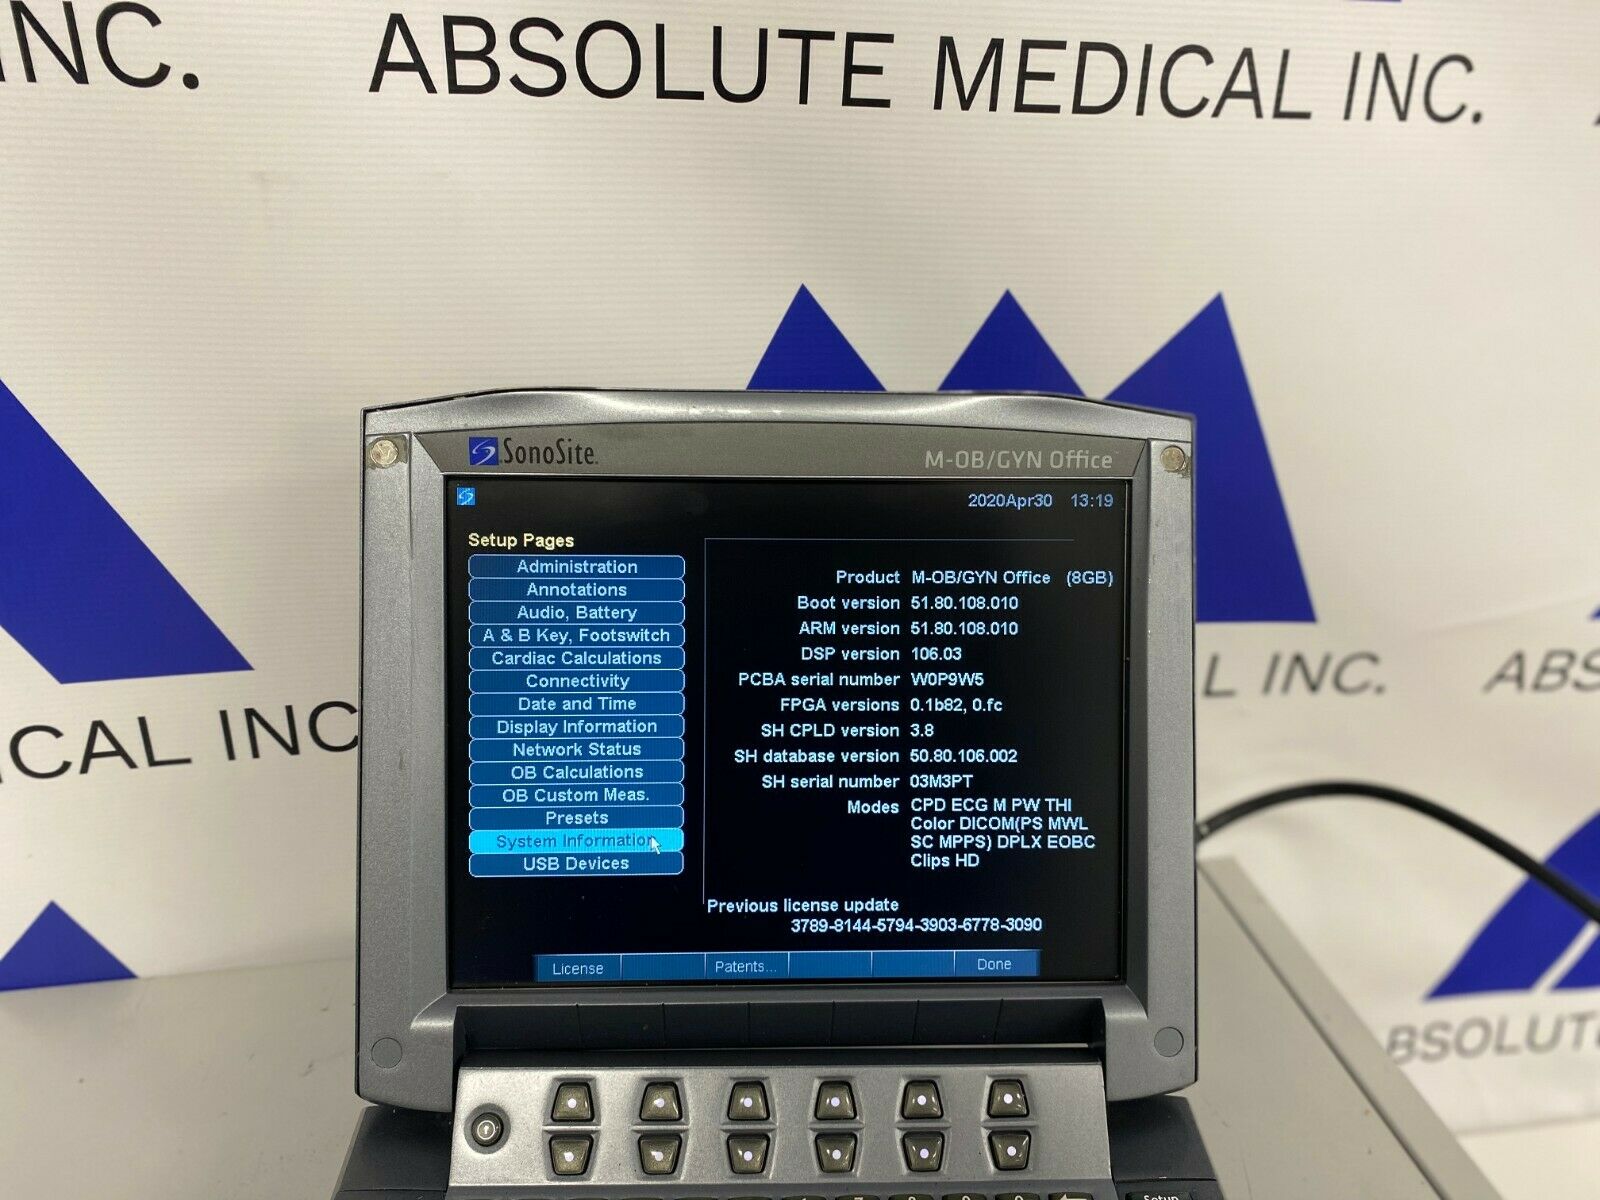 INC.
ABSOLUTE MEDICAL INC.
SonoSite
M-OB/GYN Office
2020Apr30 13:19
Setup Pages
Administration
Annotations
Audio, Battery
A & B Key, Footswitch
Cardiac Calculations
Connectivity
Date and Time
Display Information
Network Status
OB Calculations
OB Custom Meas.
Presets
System Information
USB Devices
Product M-OB/GYN Office (8GB)
Boot version 51.80.108.010
ARM version 51.80.108.010
DSP version 106.03
PCBA serial number W0P9W5
FPGA versions 0.1b82, 0.fc
SH CPLD version 3.8
SH database version 50.80.106.002
SH serial number 03M3PT
Modes CPD ECG M PW THI
Color DICOM(PS MWL
SC MPPS) DPLX EOBC
Clips HD
Previous license update
3789-8144-5794-3903-6778-3090
License Patents... Done
ICAL INC
L INC.
ABS
BSOLUT
Setup